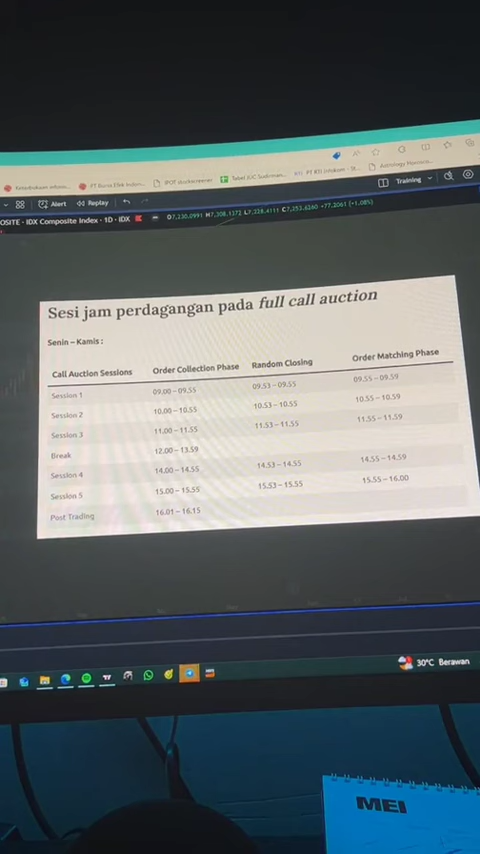 IPOT stockscreener
Alert
Replay
Training
OSITE · IDX Composite Index · 1D · IDX
Sesi jam perdagangan pada full call auction
Senin – Kamis :
Call Auction Sessions Order Collection Phase Random Closing Order Matching Phase
Session 1 09.00 – 09.55 09.53 – 09.55 09.55 – 09.59
Session 2 10.00 – 10.55 10.53 – 10.55 10.55 – 10.59
Session 3 11.00 – 11.55 11.53 – 11.55 11.55 – 11.59
Break 12.00 – 13.59
Session 4 14.00 – 14.55 14.53 – 14.55 14.55 – 14.59
Session 5 15.00 – 15.55 15.53 – 15.55 15.55 – 16.00
Post Trading 16.01 – 16.15
30°C Berawan
MEI